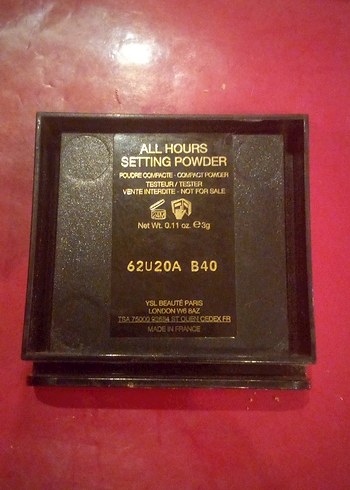 ALL HOURS
SETTING POWDER
POUDRE COMPACTE - COMPACT POWDER
TESTEUR / TESTER
VENTE INTERDITE - NOT FOR SALE
Net Wt. 0.11 oz. ℮3g
62U20A B40
YSL BEAUTÉ PARIS
LONDON W6 8AZ
TSA 75000 93584 ST OUEN CEDEX FR
MADE IN FRANCE